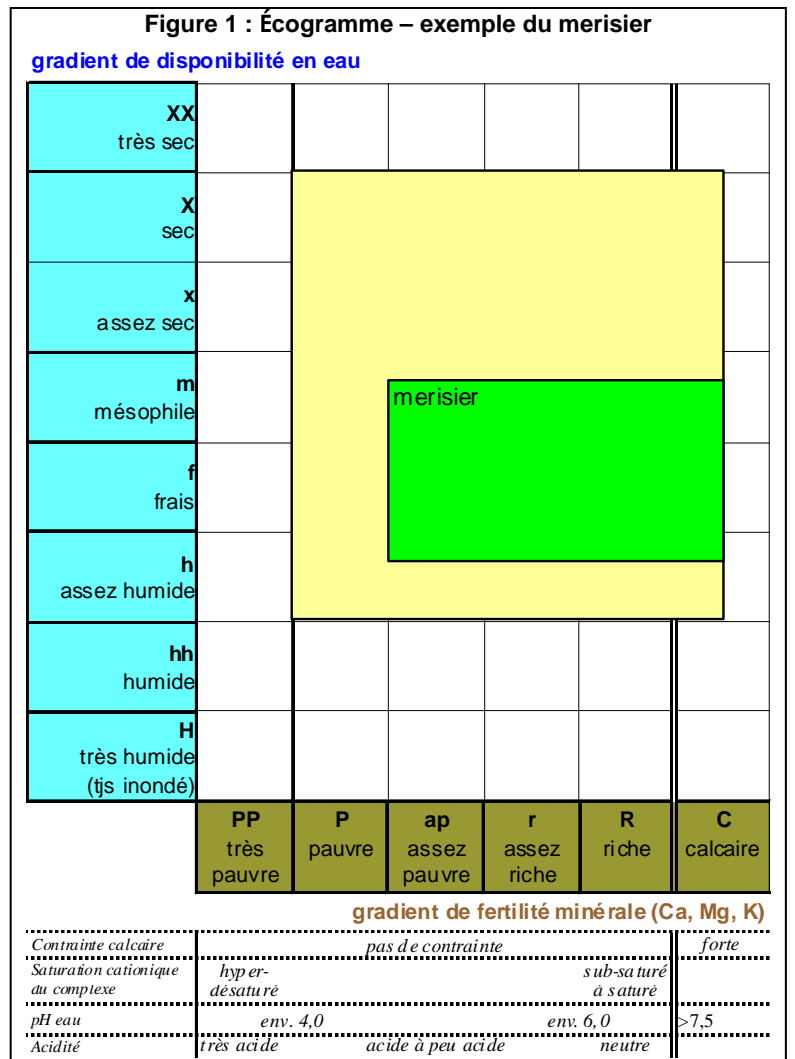 Figure 1 : Écogramme – exemple du merisier
gradient de disponibilité en eau
XX
très sec
X
sec
x
assez sec
m
mésophile
merisier
f
frais
h
assez humide
hh
humide
H
très humide
(tjs inondé)
PP P ap r R C
très pauvre assez assez riche calcaire
pauvre pauvre riche
gradient de fertilité minérale (Ca, Mg, K)
Contrainte calcaire pas de contrainte forte
Saturation cationique hyper- sub-saturé
du complexe désaturé à saturé
pH eau env. 4,0 env. 6,0 >7,5
Acidité très acide acide à peu acide neutre